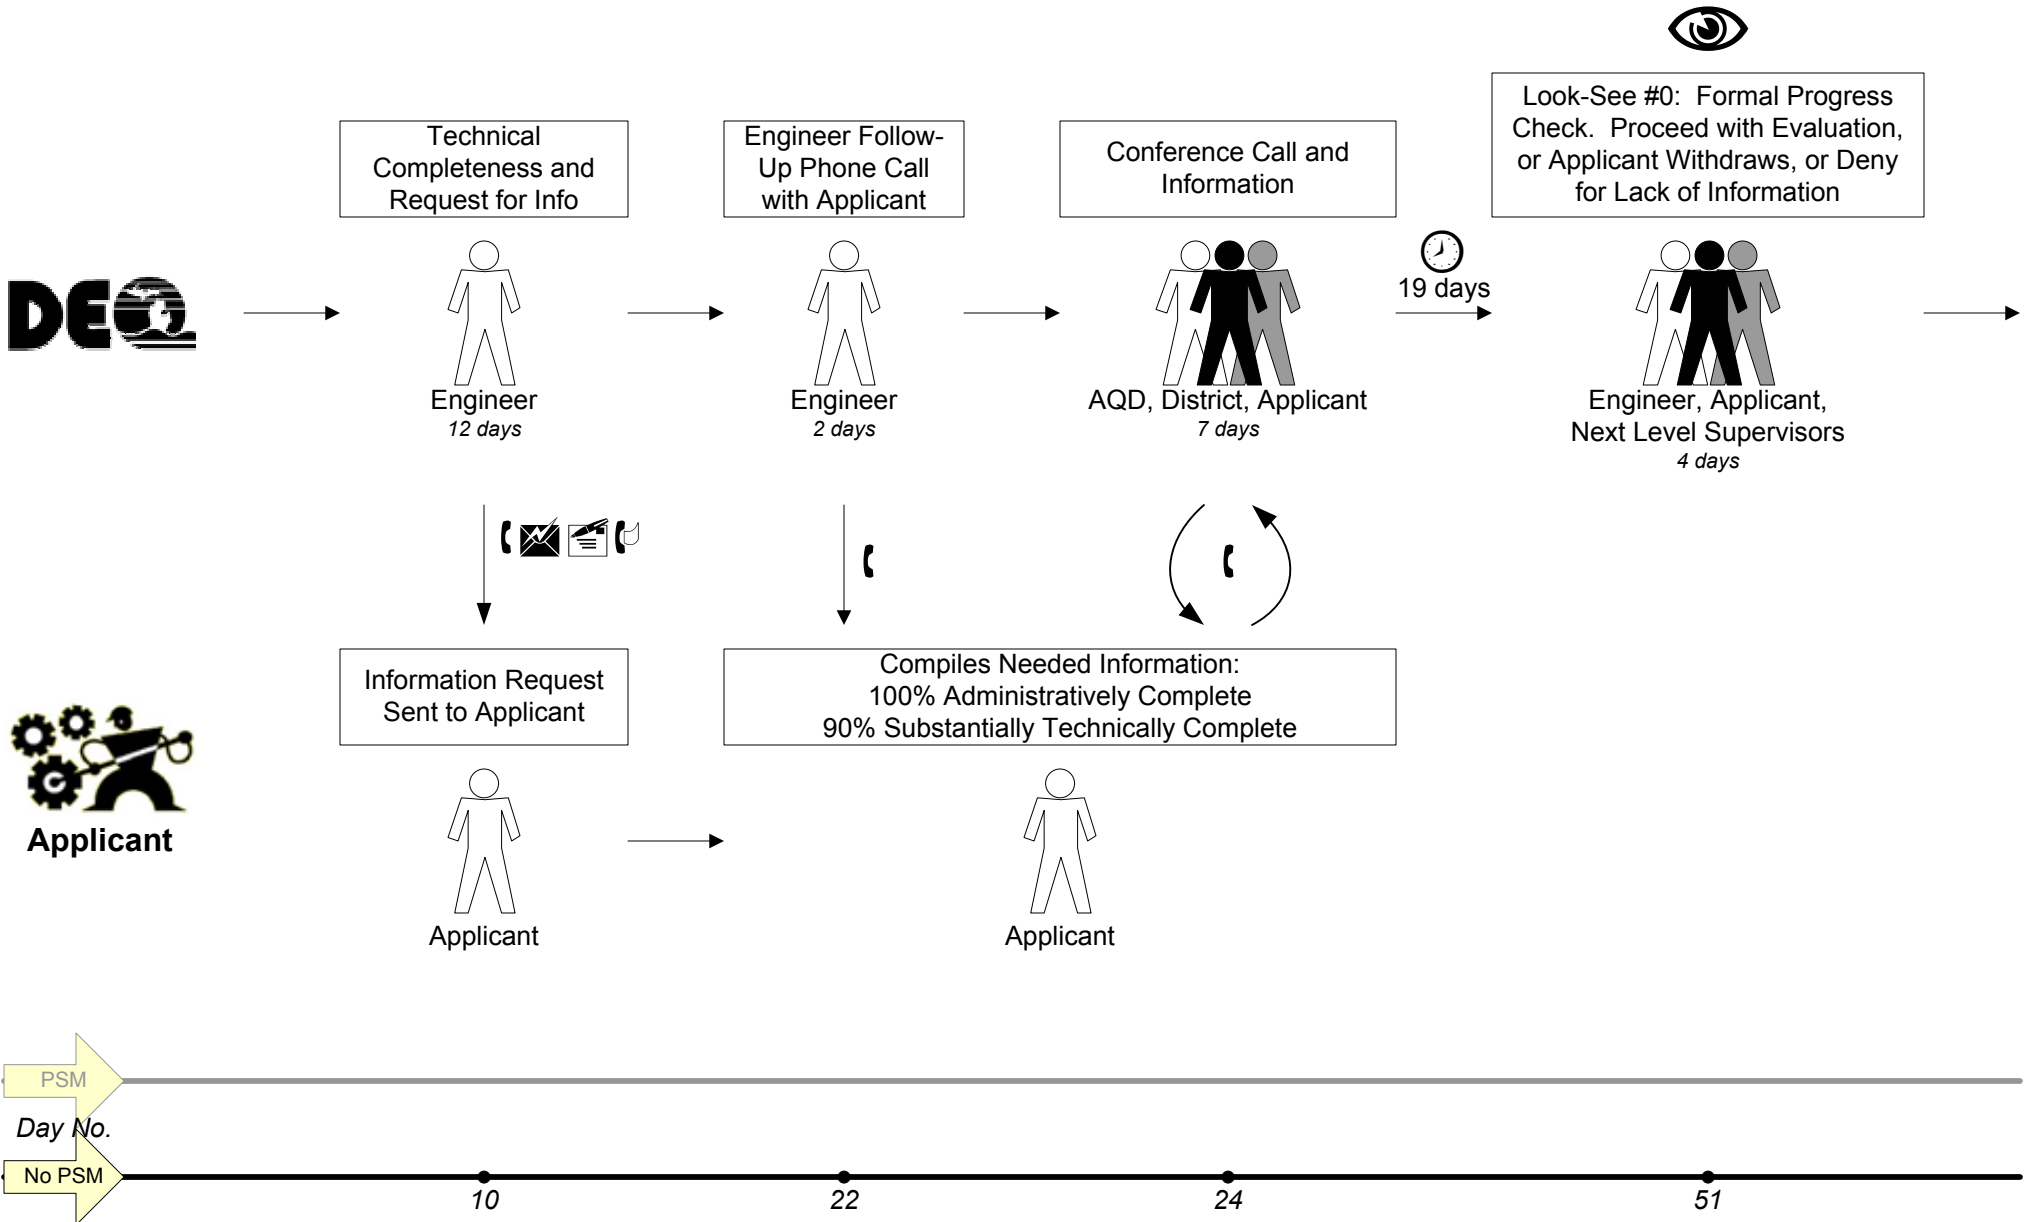 Technical
Completeness and
Request for Info
Engineer Follow-
Up Phone Call
with Applicant
Conference Call and
Information
Look-See #0: Formal Progress
Check. Proceed with Evaluation,
or Applicant Withdraws, or Deny
for Lack of Information
19 days
DEQ
Engineer
12 days
Engineer
2 days
AQD, District, Applicant
7 days
Engineer, Applicant,
Next Level Supervisors
4 days
Information Request
Sent to Applicant
Compiles Needed Information:
100% Administratively Complete
90% Substantially Technically Complete
Applicant
Applicant
Applicant
PSM
Day No.
No PSM
10
22
24
51